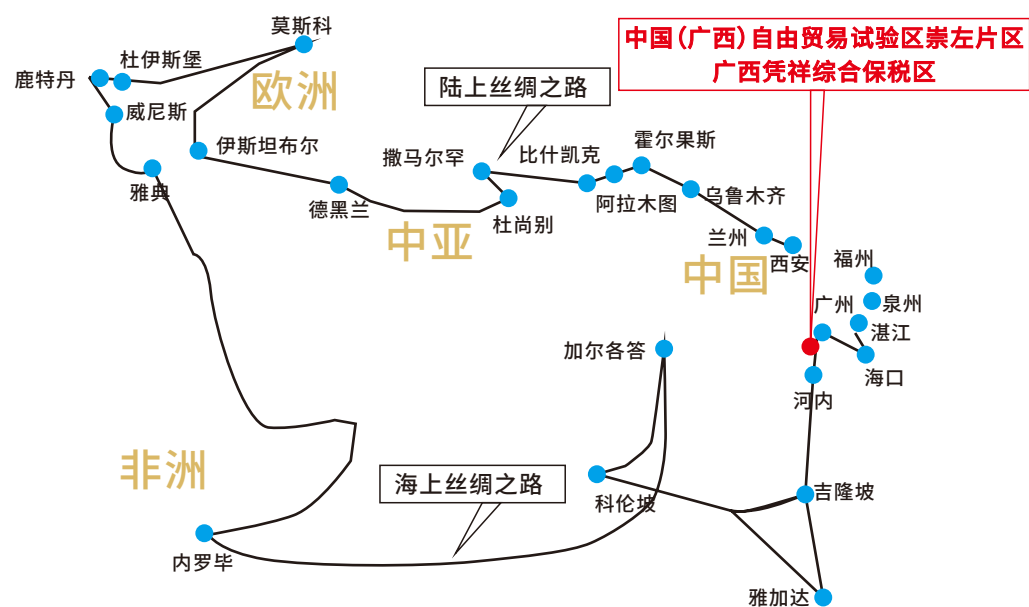 莫斯科
中国（广西）自由贸易试验区崇左片区
广西凭祥综合保税区
杜伊斯堡
鹿特丹
欧洲
陆上丝绸之路
威尼斯
伊斯坦布尔
撒马尔罕
比什凯克
霍尔果斯
雅典
德黑兰
杜尚别
阿拉木图
乌鲁木齐
中亚
兰州
西安
中国
福州
广州
泉州
湛江
加尔各答
海口
河内
非洲
海上丝绸之路
科伦坡
吉隆坡
内罗毕
雅加达